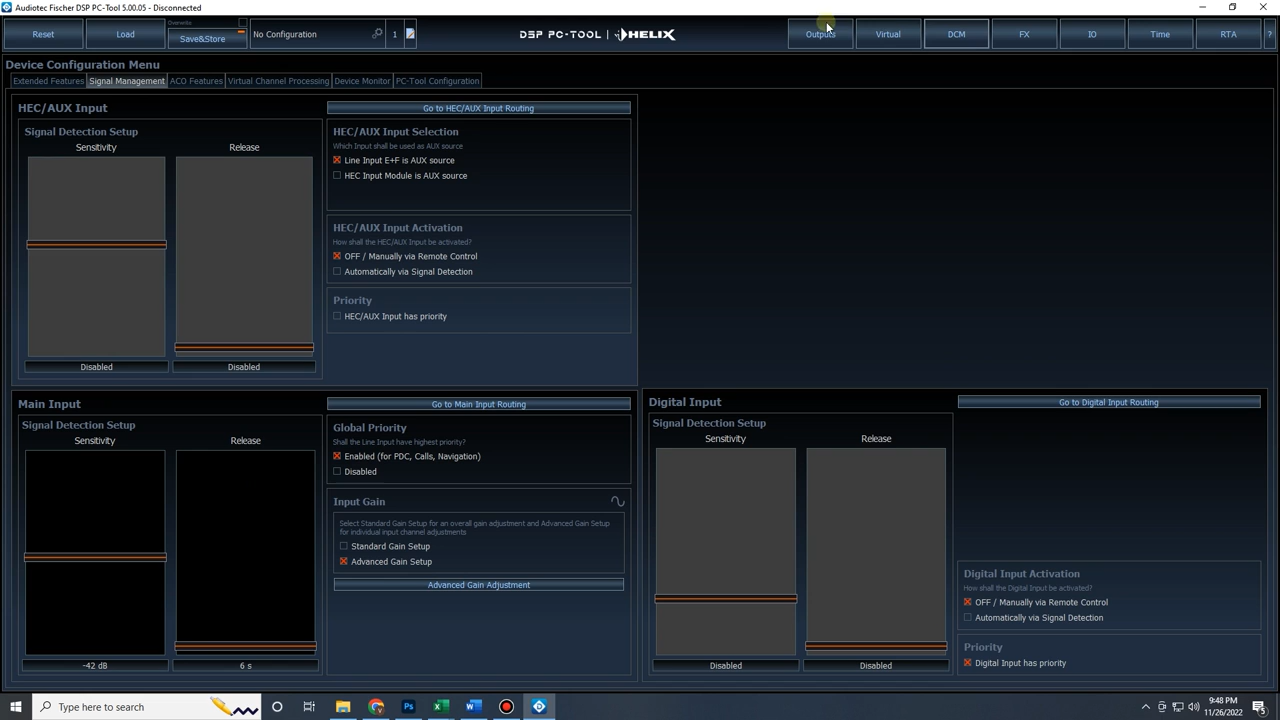 Audiotec Fischer DSP PC-Tool 5.00.05 - Disconnected
Reset
Load
Overwrite
Save&Store
No Configuration
1
DSP PC-TOOL | HELIX
Outputs
Virtual
DCM
FX
IO
Time
RTA
?
Device Configuration Menu
Extended Features
Signal Management
ACO Features
Virtual Channel Processing
Device Monitor
PC-Tool Configuration
HEC/AUX Input
Go to HEC/AUX Input Routing
Signal Detection Setup
Sensitivity
Release
Disabled
Disabled
HEC/AUX Input Selection
Which Input shall be used as AUX source
Line Input E+F is AUX source
HEC Input Module is AUX source
HEC/AUX Input Activation
How shall the HEC/AUX Input be activated?
OFF / Manually via Remote Control
Automatically via Signal Detection
Priority
HEC/AUX Input has priority
Main Input
Go to Main Input Routing
Signal Detection Setup
Sensitivity
Release
-42 dB
6 s
Global Priority
Shall the Line Input have highest priority?
Enabled (for PDC, Calls, Navigation)
Disabled
Input Gain
Select Standard Gain Setup for an overall gain adjustment and Advanced Gain Setup
for individual input channel adjustments
Standard Gain Setup
Advanced Gain Setup
Advanced Gain Adjustment
Digital Input
Go to Digital Input Routing
Signal Detection Setup
Sensitivity
Release
Disabled
Disabled
Digital Input Activation
How shall the Digital Input be activated?
OFF / Manually via Remote Control
Automatically via Signal Detection
Priority
Digital Input has priority
Type here to search
9:48 PM
11/26/2022
5